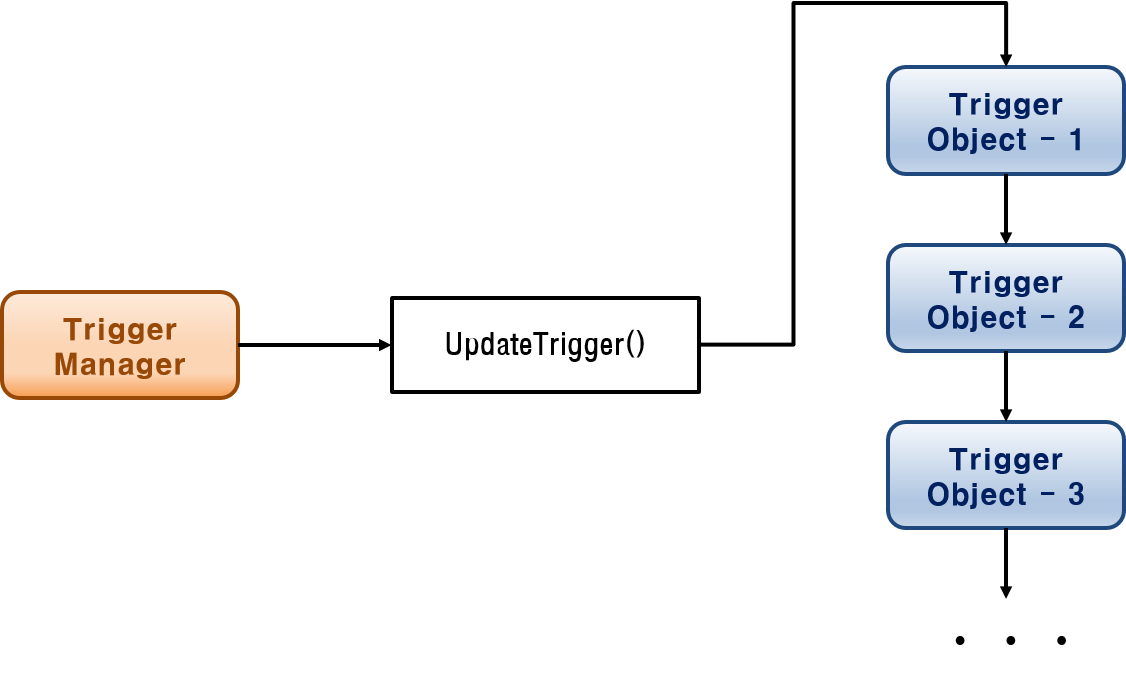 Trigger
Manager
UpdateTrigger()
Trigger
Object - 1
Trigger
Object - 2
Trigger
Object - 3
. . .